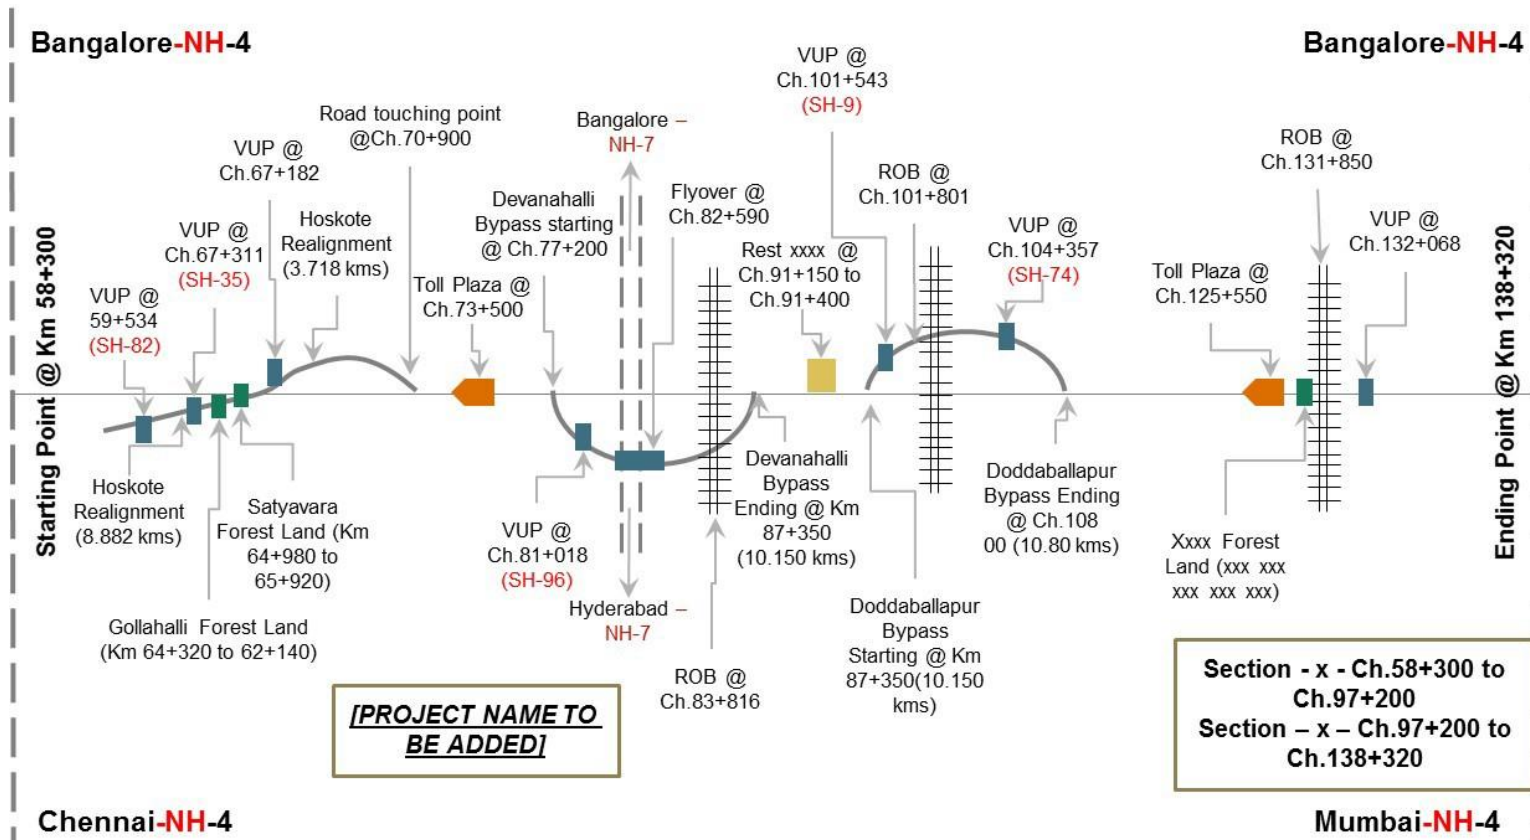 Bangalore-NH-4
Bangalore-NH-4
Starting Point @ Km 58+300
Ending Point @ Km 138+320
VUP @
59+534
(SH-82)
VUP @
Ch.67+311
(SH-35)
VUP @
Ch.67+182
Hoskote
Realignment
(3.718 kms)
Road touching point
@Ch.70+900
Toll Plaza @
Ch.73+500
Devanahalli
Bypass starting
@ Ch.77+200
Bangalore –
NH-7
Flyover @
Ch.82+590
Rest xxxx @
Ch.91+150 to
Ch.91+400
VUP @
Ch.101+543
(SH-9)
ROB @
Ch.101+801
VUP @
Ch.104+357
(SH-74)
Toll Plaza @
Ch.125+550
ROB @
Ch.131+850
VUP @
Ch.132+068
Hoskote
Realignment
(8.882 kms)
Gollahalli Forest Land
(Km 64+320 to 62+140)
Satyavara
Forest Land (Km
64+980 to
65+920)
VUP @
Ch.81+018
(SH-96)
Hyderabad –
NH-7
ROB @
Ch.83+816
Devanahalli
Bypass
Ending @ Km
87+350
(10.150 kms)
Doddaballapur
Bypass
Starting @ Km
87+350(10.150
kms)
Doddaballapur
Bypass Ending
@ Ch.108
00 (10.80 kms)
Xxxx Forest
Land (xxx xxx
xxx xxx xxx)
[PROJECT NAME TO
BE ADDED]
Section - x - Ch.58+300 to
Ch.97+200
Section – x – Ch.97+200 to
Ch.138+320
Chennai-NH-4
Mumbai-NH-4